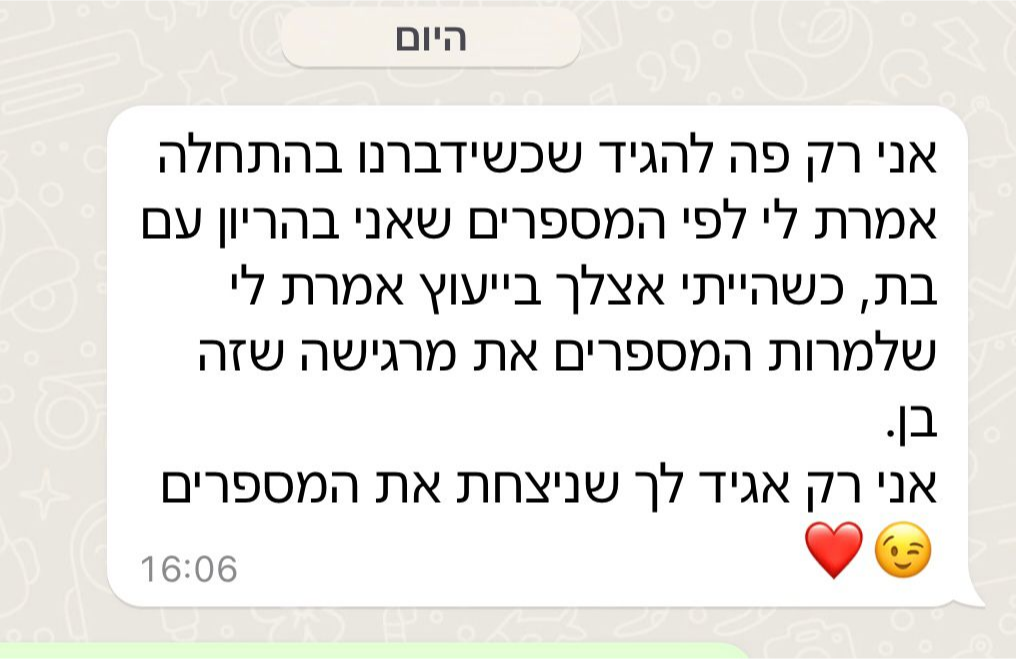 היום
אני רק פה להגיד שכשידברנו בהתחלה
אמרת לי לפי המספרים שאני בהריון עם
בת, כשהייתי אצלך בייעוץ אמרת לי
שלמרות המספרים את מרגישה שזה
בן.
אני רק אגיד לך שניצחת את המספרים
😉❤️
16:06